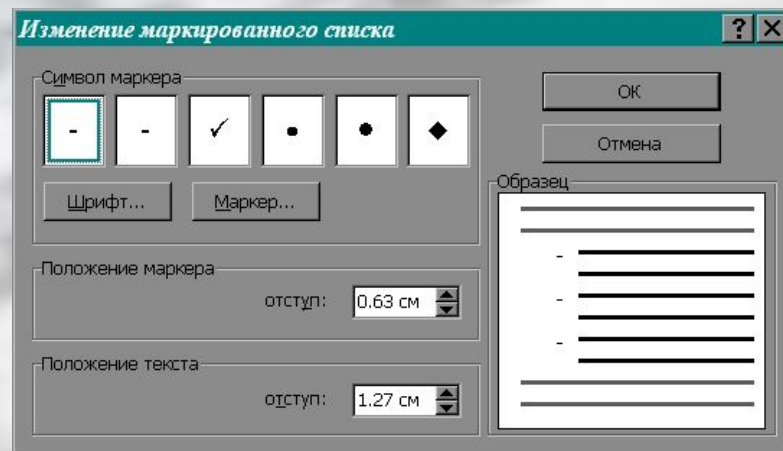 Изменение маркированного списка
Символ маркера
ОК
Отмена
Шрифт...
Маркер...
Образец
Положение маркера
отступ:
0.63 см
Положение текста
отступ:
1.27 см